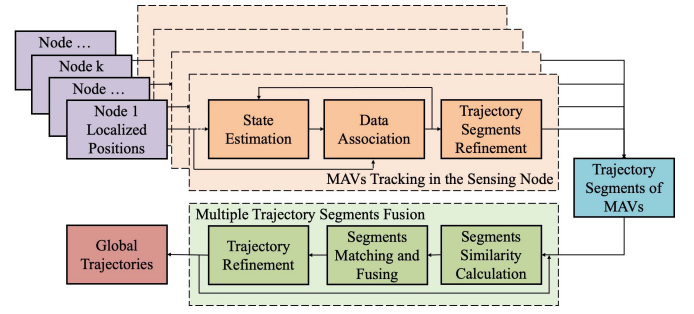 Node …
Node k
Node …
Node 1
Localized
Positions
State
Estimation
Data
Association
Trajectory
Segments
Refinement
MAVs Tracking in the Sensing Node
Trajectory
Segments of
MAVs
Multiple Trajectory Segments Fusion
Global
Trajectories
Trajectory
Refinement
Segments
Matching and
Fusing
Segments
Similarity
Calculation